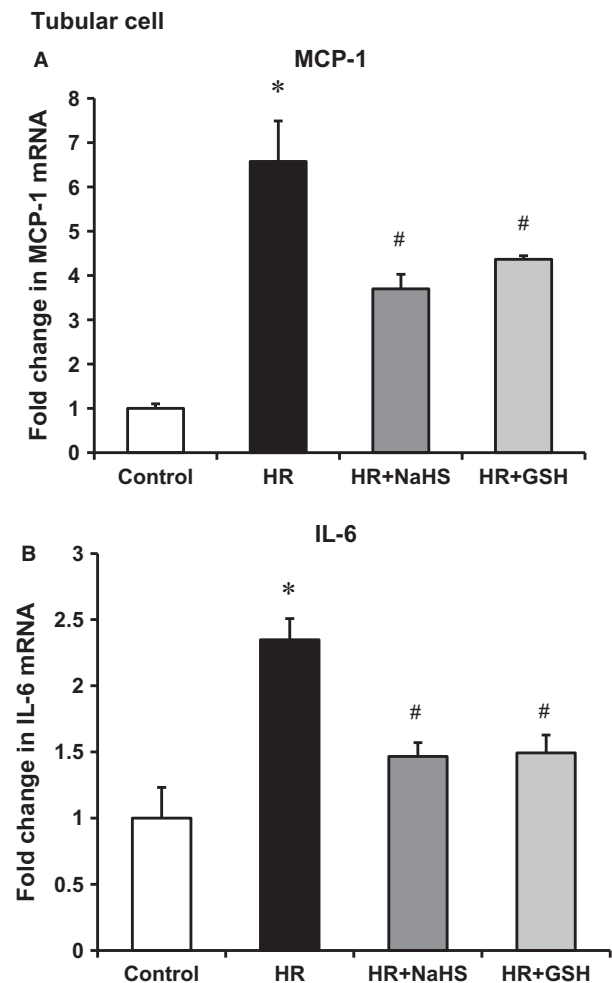 Tubular cell
A
MCP-1
Fold change in MCP-1 mRNA
8
7
6
5
4
3
2
1
0
*
#
#
Control HR HR+NaHS HR+GSH
B
IL-6
Fold change in IL-6 mRNA
3
2.5
2
1.5
1
0.5
0
*
#
#
Control HR HR+NaHS HR+GSH